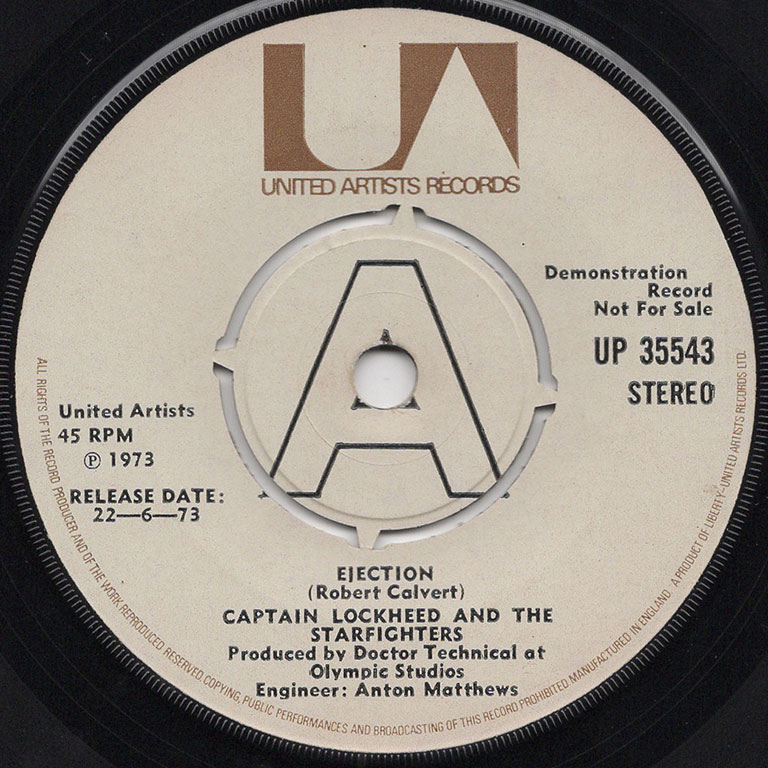 UA
UNITED ARTISTS RECORDS
Demonstration
Record
Not For Sale
UP 35543
STEREO
A
A
United Artists
45 RPM
Ⓟ 1973
RELEASE DATE:
22—6—73
EJECTION
(Robert Calvert)
CAPTAIN LOCKHEED AND THE
STARFIGHTERS
Produced by Doctor Technical at
Olympic Studios
Engineer: Anton Matthews
ALL RIGHTS OF THE RECORD PRODUCER AND OF THE WORK REPRODUCED RESERVED. COPYING, PUBLIC PERFORMANCES AND BROADCASTING OF THIS RECORD PROHIBITED. MANUFACTURED IN ENGLAND. A PRODUCT OF LIBERTY—UNITED ARTISTS RECORDS LTD.